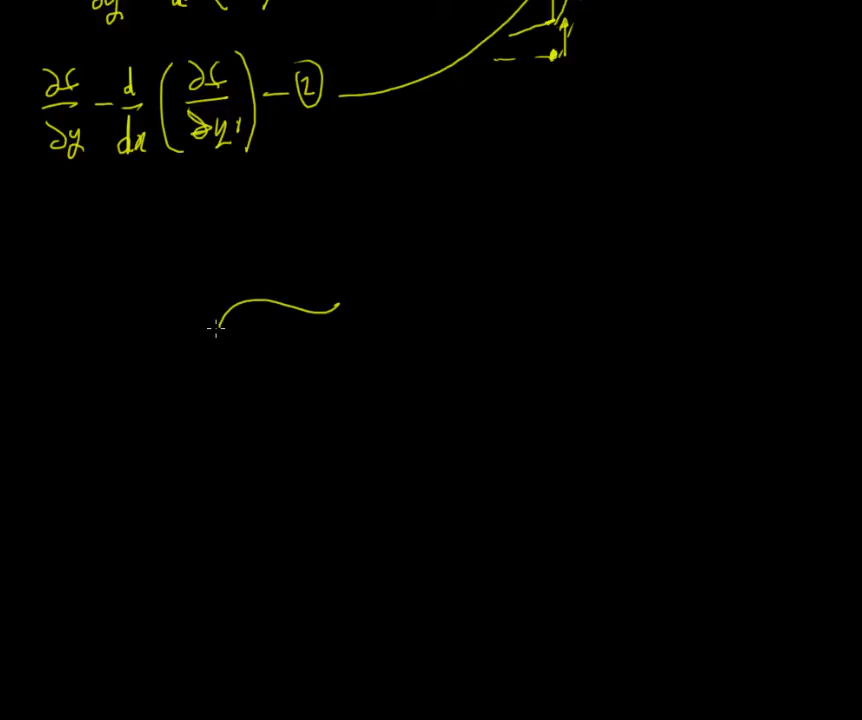 ∂y
∂f/∂y - d/dx (∂f/∂y') - ②